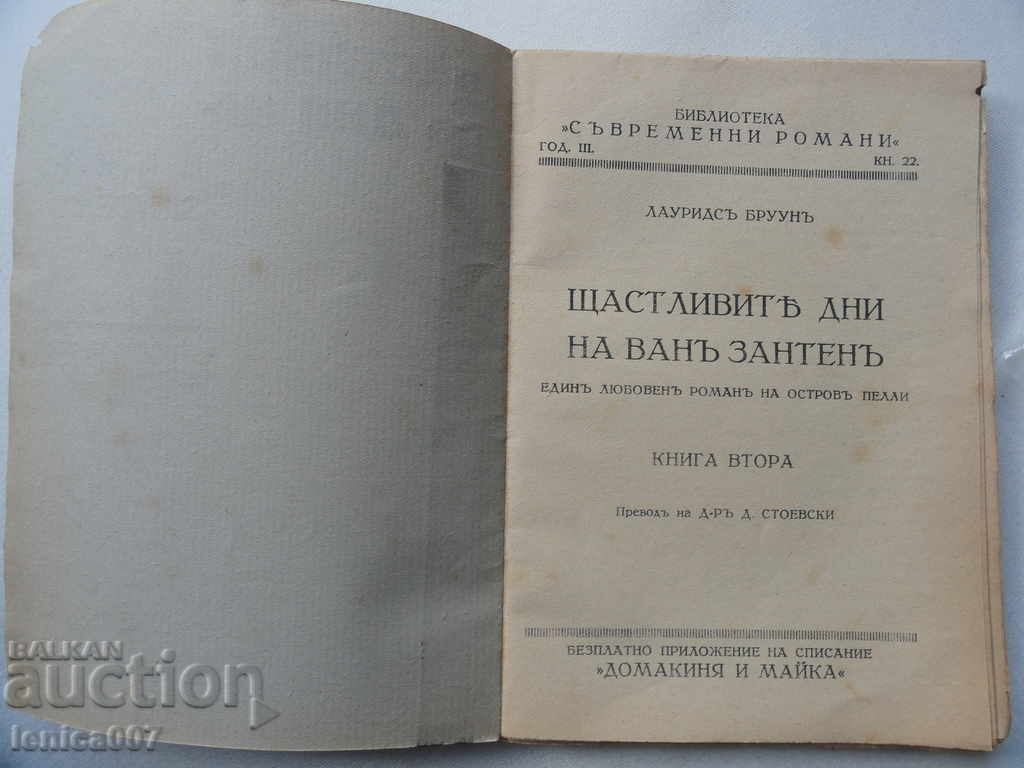 БИБЛИОТЕКА
»СЪВРЕМЕННИ РОМАНИ«
ГОД. III. КН. 22.
ЛАУРИДСЪ БРУУНЪ
ЩАСТЛИВИТѢ ДНИ
НА ВАНЪ ЗАНТЕНЪ
ЕДИНЪ ЛЮБОВЕНЪ РОМАНЪ НА ОСТРОВЪ ПЕЛЛИ
КНИГА ВТОРА
Преводъ на Д-РЪ Д. СТОЕВСКИ
БЕЗПЛАТНО ПРИЛОЖЕНИЕ НА СПИСАНИЕ
»ДОМАКИНЯ И МАЙКА«
BALKAN
auction
lenica007